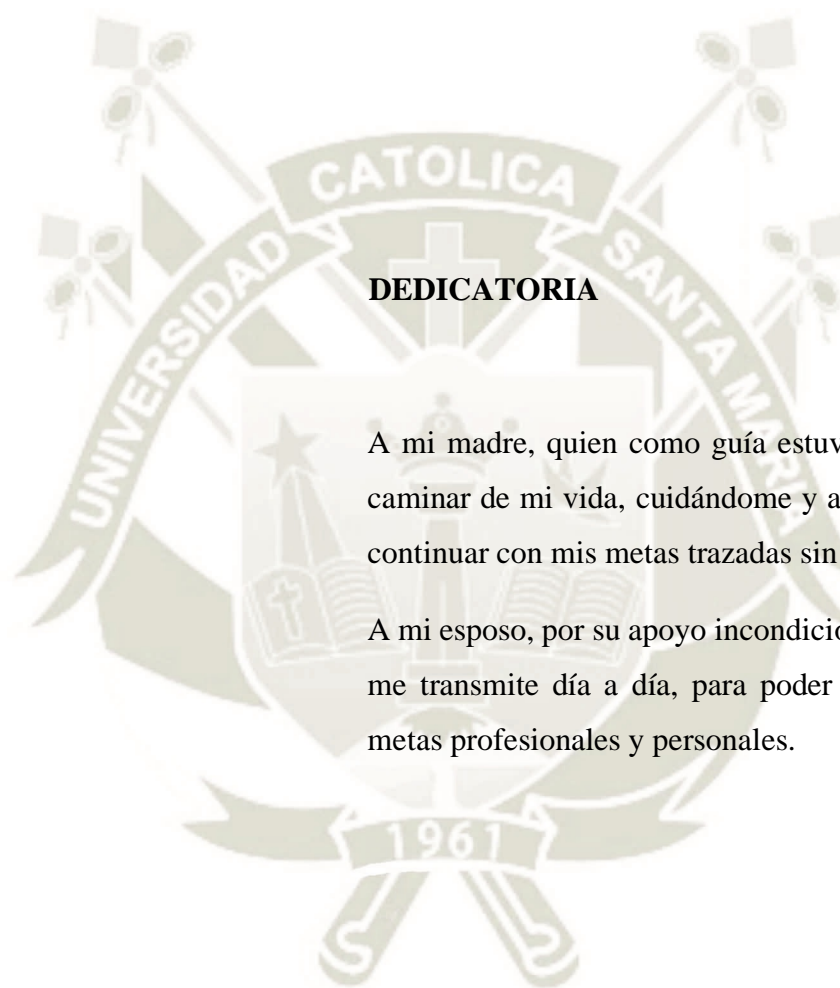 UNIVERSIDAD CATOLICA SANTA MARIA
DEDICATORIA
A mi madre, quien como guía
caminar de mi vida, cuidándome y
continuar con mis metas trazadas sin
A mi esposo, por su apoyo
me transmite día a día, para poder
metas profesionales y personales.
1961